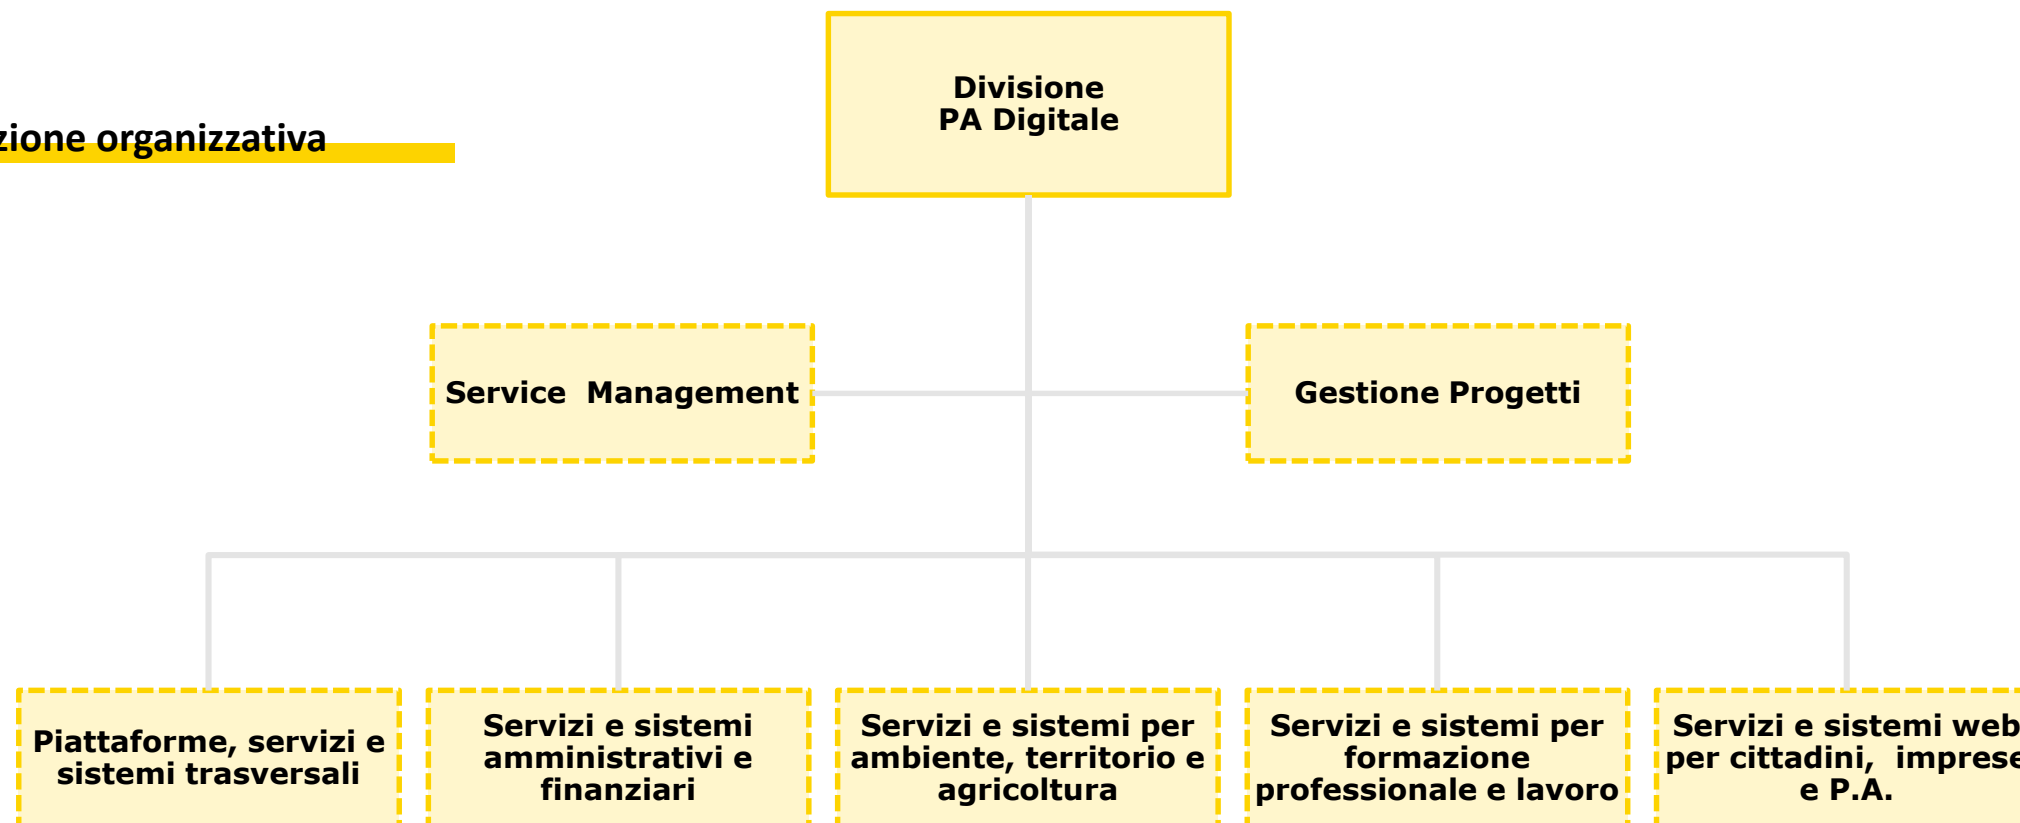 Divisione
PA Digitale
zione organizzativa
Service  Management
Gestione Progetti
Piattaforme, servizi e
sistemi trasversali
Servizi e sistemi
amministrativi e
finanziari
Servizi e sistemi per
ambiente, territorio e
agricoltura
Servizi e sistemi per
formazione
professionale e lavoro
Servizi e sistemi web
per cittadini,  imprese
e P.A.